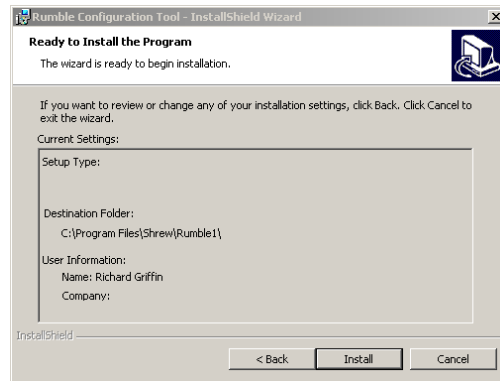 Rumble Configuration Tool - InstallShield Wizard
Ready to Install the Program
The wizard is ready to begin installation.
If you want to review or change any of your installation settings, click Back. Click Cancel to
exit the wizard.
Current Settings:
Setup Type:
Destination Folder:
C:\Program Files\Shrew\Rumble1\
User Information:
Name: Richard Griffin
Company:
InstallShield
< Back Install Cancel